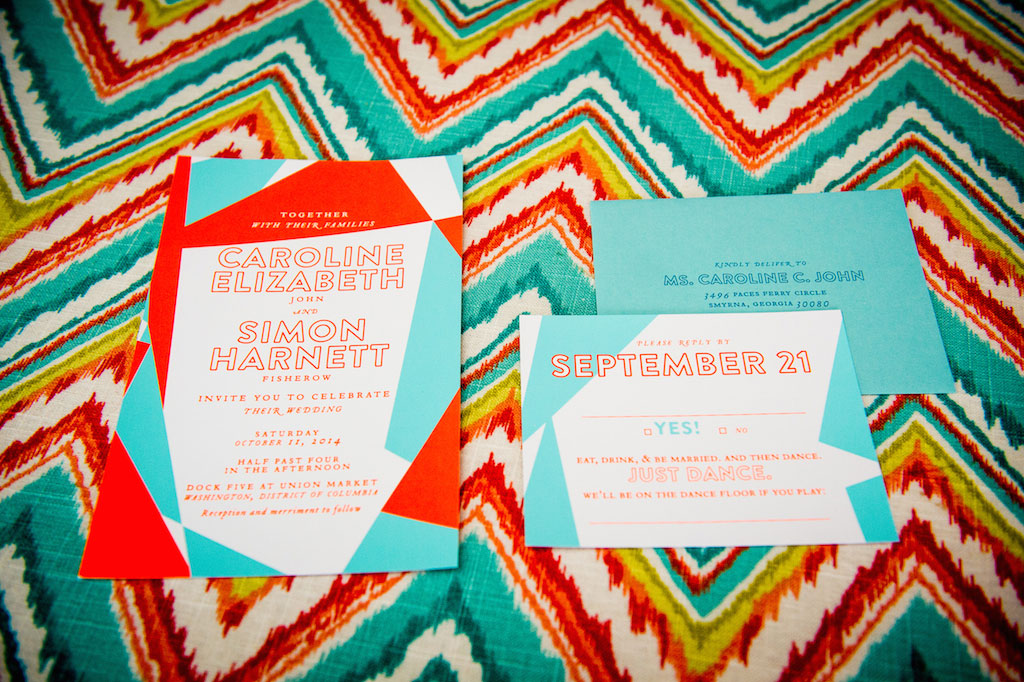 TOGETHER
WITH THEIR FAMILIES
CAROLINE
ELIZABETH
JOHN
AND
SIMON
HARNETT
FISHEROW
INVITE YOU TO CELEBRATE
THEIR WEDDING
SATURDAY
OCTOBER 11, 2014
HALF PAST FOUR
IN THE AFTERNOON
DOCK FIVE AT UNION MARKET
WASHINGTON, DISTRICT OF COLUMBIA
Reception and merriment to follow
KINDLY DELIVER TO
MS. CAROLINE C. JOHN
3496 PACES FERRY CIRCLE
SMYRNA, GEORGIA 30080
PLEASE REPLY BY
SEPTEMBER 21
YES! NO
EAT, DRINK, & BE MARRIED. AND THEN DANCE.
JUST DANCE.
WE'LL BE ON THE DANCE FLOOR IF YOU PLAY: